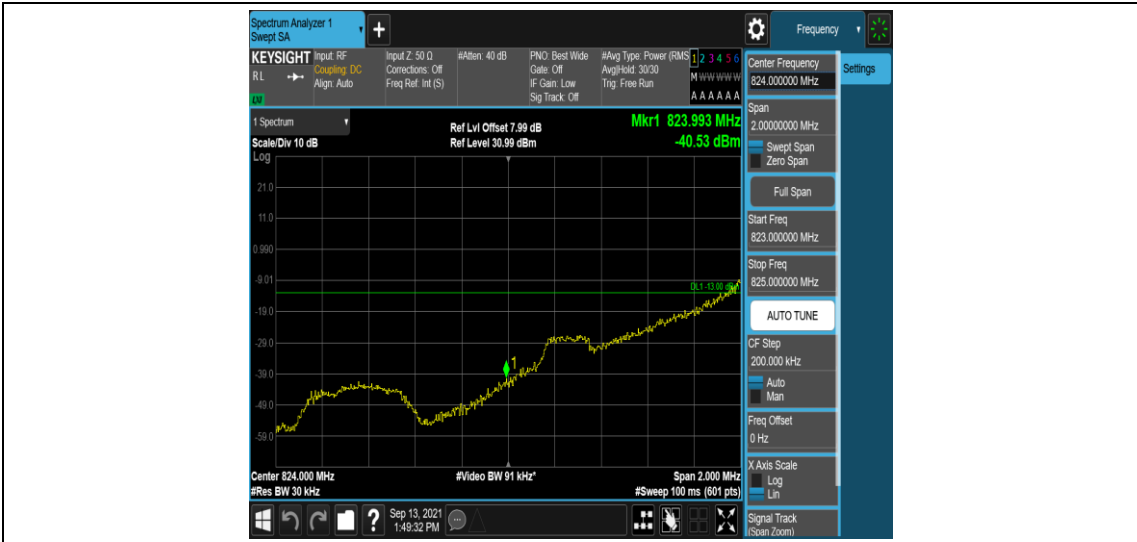 Spectrum Analyzer 1
Swept SA
+
Frequency
KEYSIGHT
Input: RF
Input Z: 50 Ω
#Atten: 40 dB
PNO: Best Wide
#Avg Type: Power (RMS
1 2 3 4 5 6
RL
Coupling: DC
Corrections: Off
Gate: Off
Avg|Hold: 30/30
M W W W W W
Align: Auto
Freq Ref: Int (S)
IF Gain: Low
Trig: Free Run
Sig Track: Off
A A A A A A
1 Spectrum
Scale/Div 10 dB
Ref Lvl Offset 7.99 dB
Ref Level 30.99 dBm
Mkr1 823.993 MHz
-40.53 dBm
Log
21.0
11.0
0.990
-9.01
DL1 -13.00 dBm
-19.0
-29.0
-39.0
1
-49.0
-59.0
Center 824.000 MHz
#Video BW 91 kHz*
Span 2.000 MHz
#Res BW 30 kHz
#Sweep 100 ms (601 pts)
Sep 13, 2021
1:49:32 PM
?
Center Frequency
824.000000 MHz
Settings
Span
2.00000000 MHz
Swept Span
Zero Span
Full Span
Start Freq
823.000000 MHz
Stop Freq
825.000000 MHz
AUTO TUNE
CF Step
200.000 kHz
Auto
Man
Freq Offset
0 Hz
X Axis Scale
Log
Lin
Signal Track
(Span Zoom)